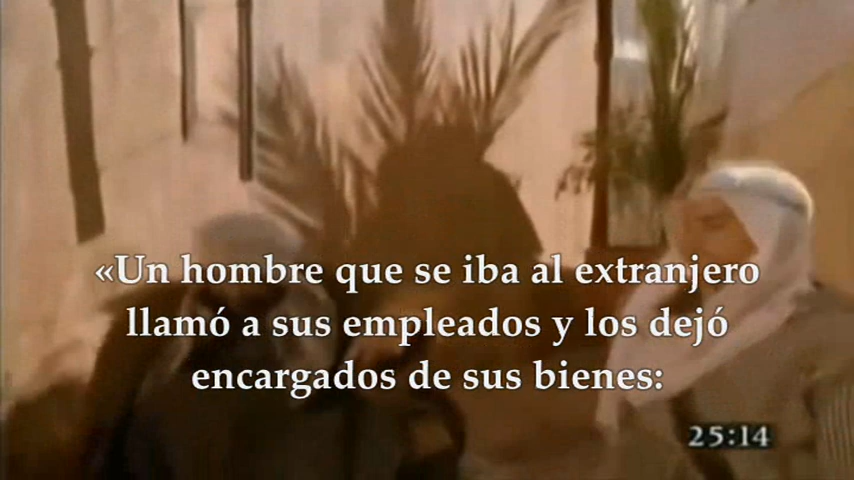 «Un hombre que se iba al extranjero
llamó a sus empleados y los dejó
encargados de sus bienes:
25:14